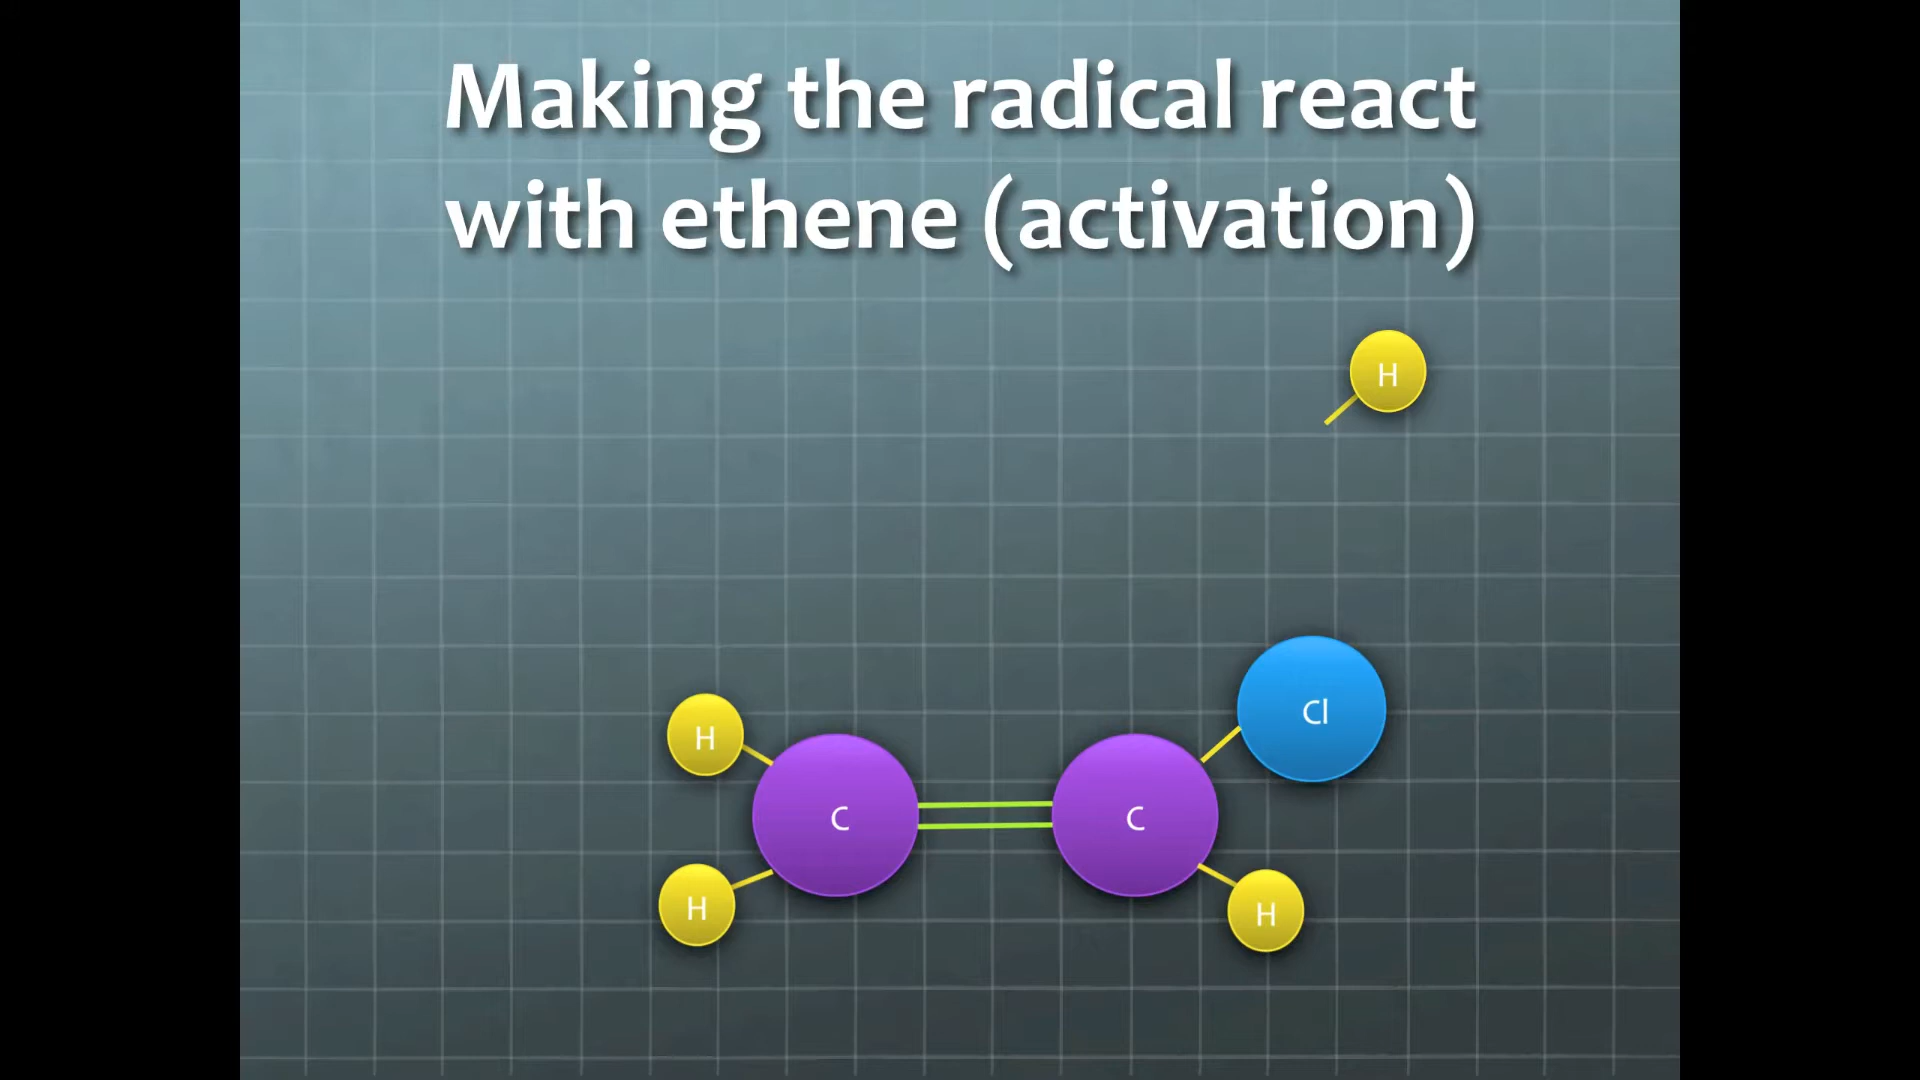 Making the radical react
with ethene (activation)
H
Cl
H
C
C
H
H